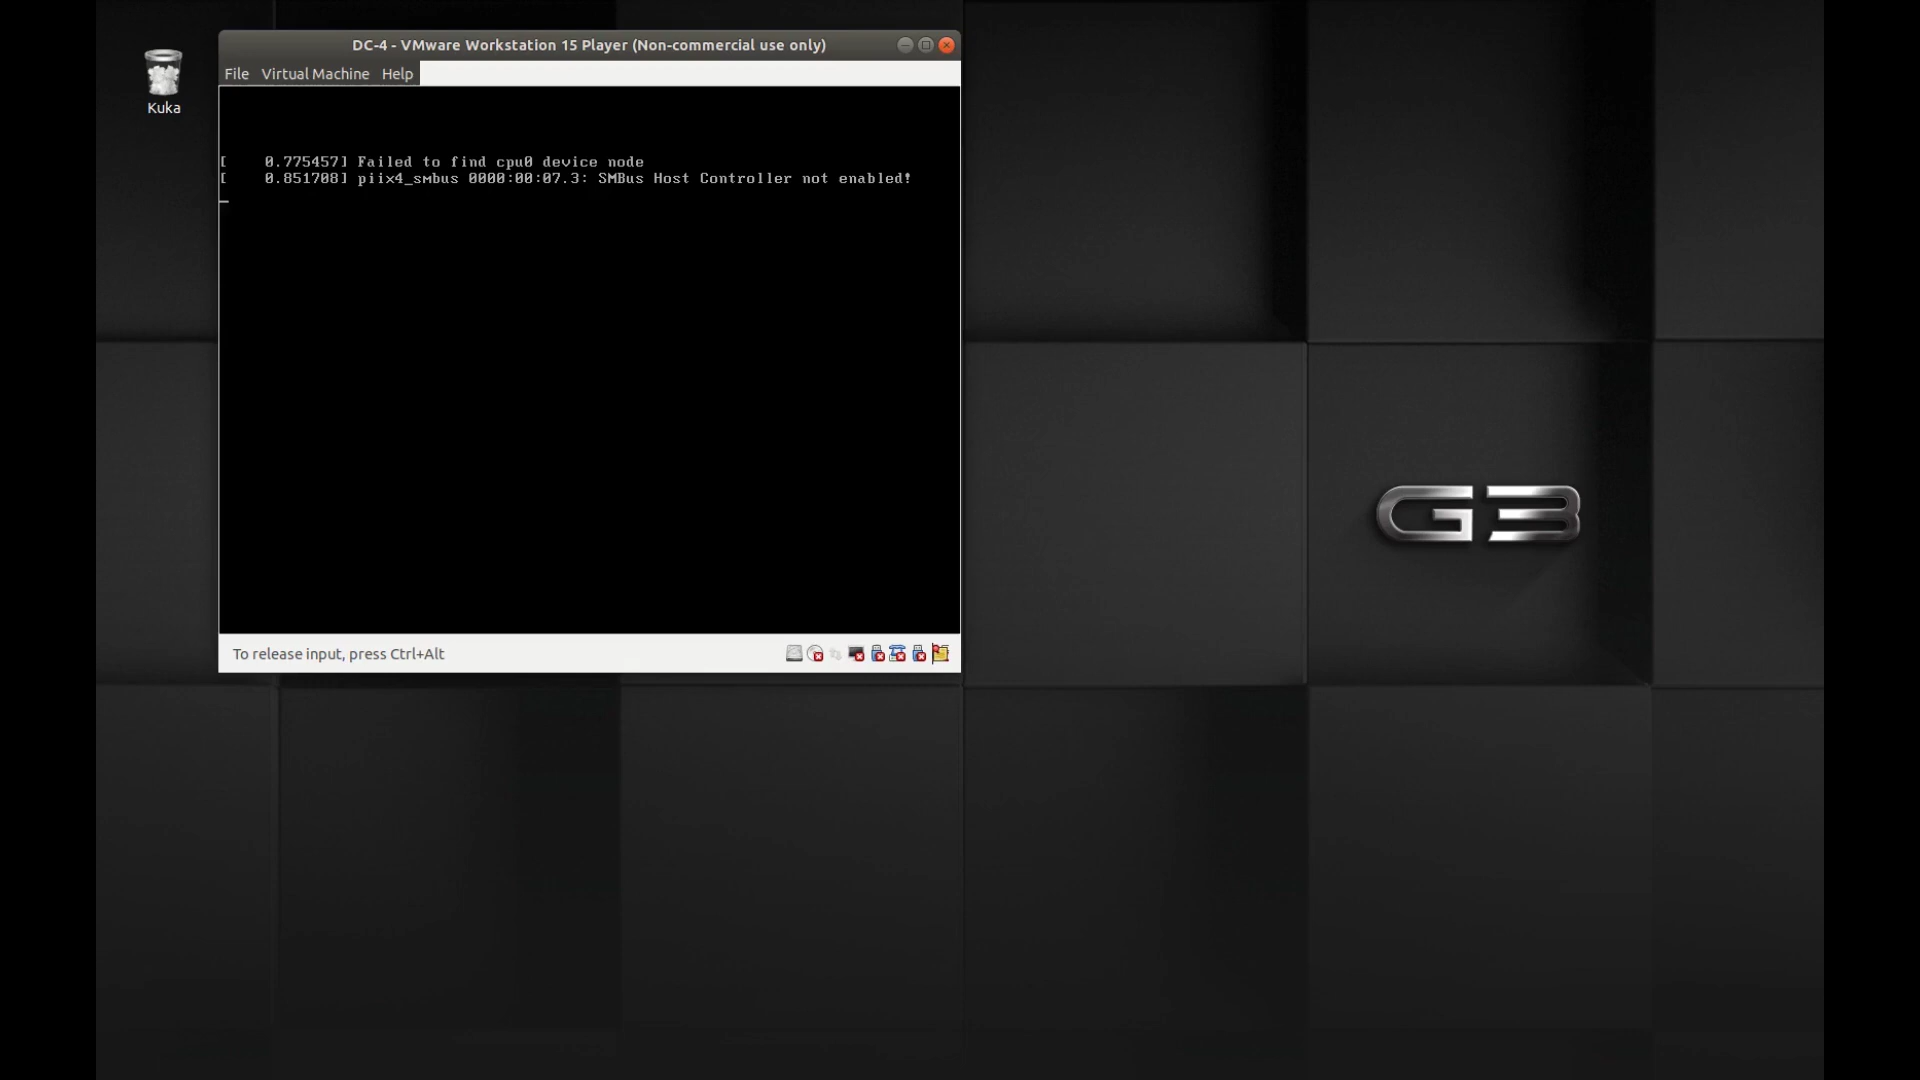 Kuka
DC-4 - VMware Workstation 15 Player (Non-commercial use only)
File Virtual Machine Help
[    0.775457] Failed to find cpu0 device node
[    0.851708] piix4_smbus 0000:00:07.3: SMBus Host Controller not enabled!
To release input, press Ctrl+Alt
G3